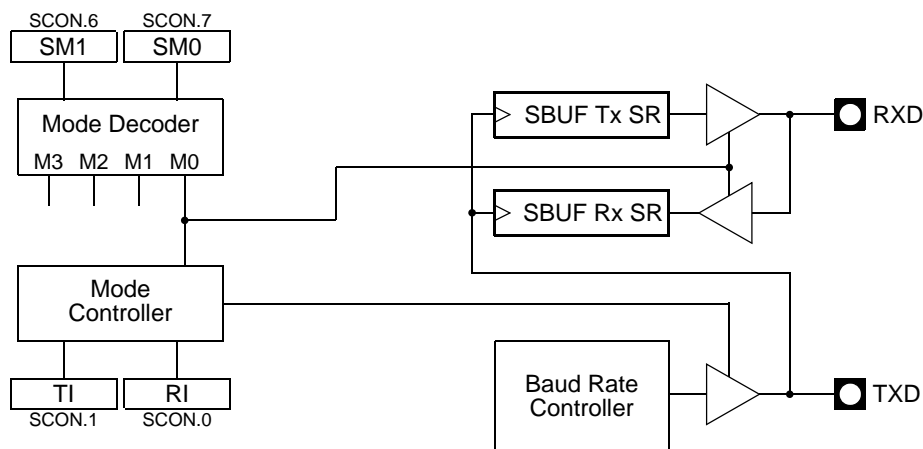 SCON.6 SCON.7
SM1 SM0
Mode Decoder
M3 M2 M1 M0
SBUF Tx SR
RXD
SBUF Rx SR
Mode
Controller
TI RI
SCON.1 SCON.0
Baud Rate
Controller
TXD